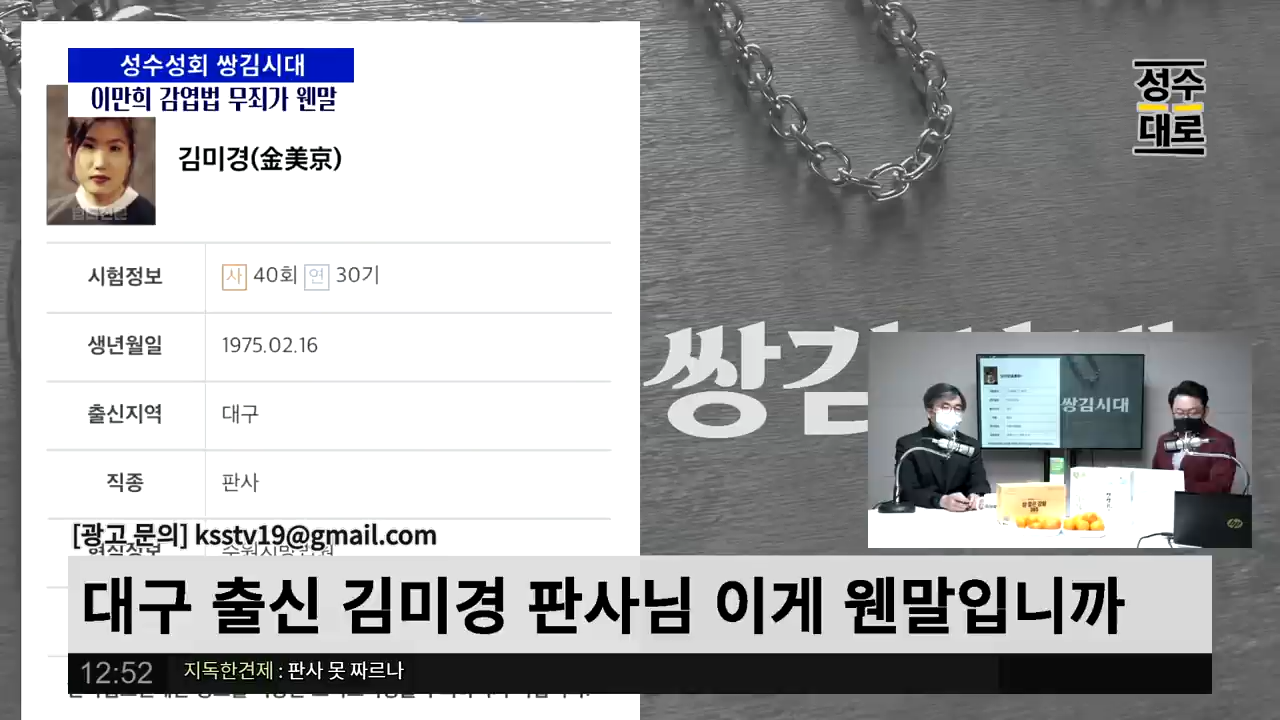 성수성회 쌍김시대
이만희 감엽법 무죄가 웬말
성수
대로
김미경(金美京)
시험정보 사 40회 연 30기
생년월일 1975.02.16
출신지역 대구
직종 판사
쌍김시대
[광고 문의] ksstv19@gmail.com
대구 출신 김미경 판사님 이게 웬말입니까
12:52 지독한견제 : 판사 못 짜르나